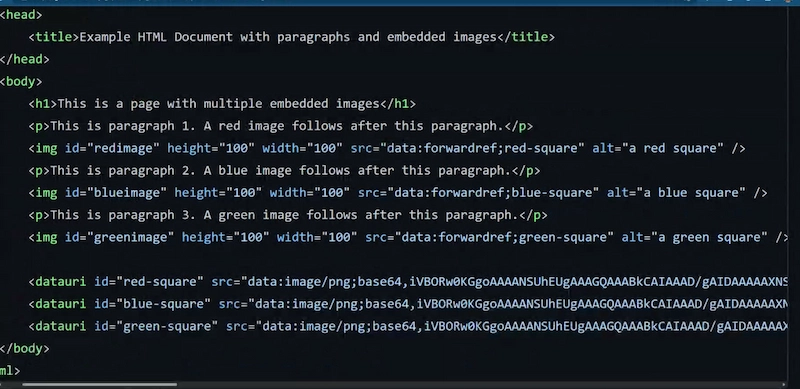 <head>
<title>Example HTML Document with paragraphs and embedded images</title>
</head>
<body>
<h1>This is a page with multiple embedded images</h1>
<p>This is paragraph 1. A red image follows after this paragraph.</p>
<img id="redimage" height="100" width="100" src="data:forwardref;red-square" alt="a red square" />
<p>This is paragraph 2. A blue image follows after this paragraph.</p>
<img id="blueimage" height="100" width="100" src="data:forwardref;blue-square" alt="a blue square" />
<p>This is paragraph 3. A green image follows after this paragraph.</p>
<img id="greenimage" height="100" width="100" src="data:forwardref;green-square" alt="a green square" />
<datauri id="red-square" src="data:image/png;base64,iVBORw0KGgoAAAANSUhEUgAAAGQAAABkCAIAAAD/gAIDAAAAAXNS
<datauri id="blue-square" src="data:image/png;base64,iVBORw0KGgoAAAANSUhEUgAAAGQAAABkCAIAAAD/gAIDAAAAAXN
<datauri id="green-square" src="data:image/png;base64,iVBORw0KGgoAAAANSUhEUgAAAGQAAABkCAIAAAD/gAIDAAAAAX
</body>
ml>